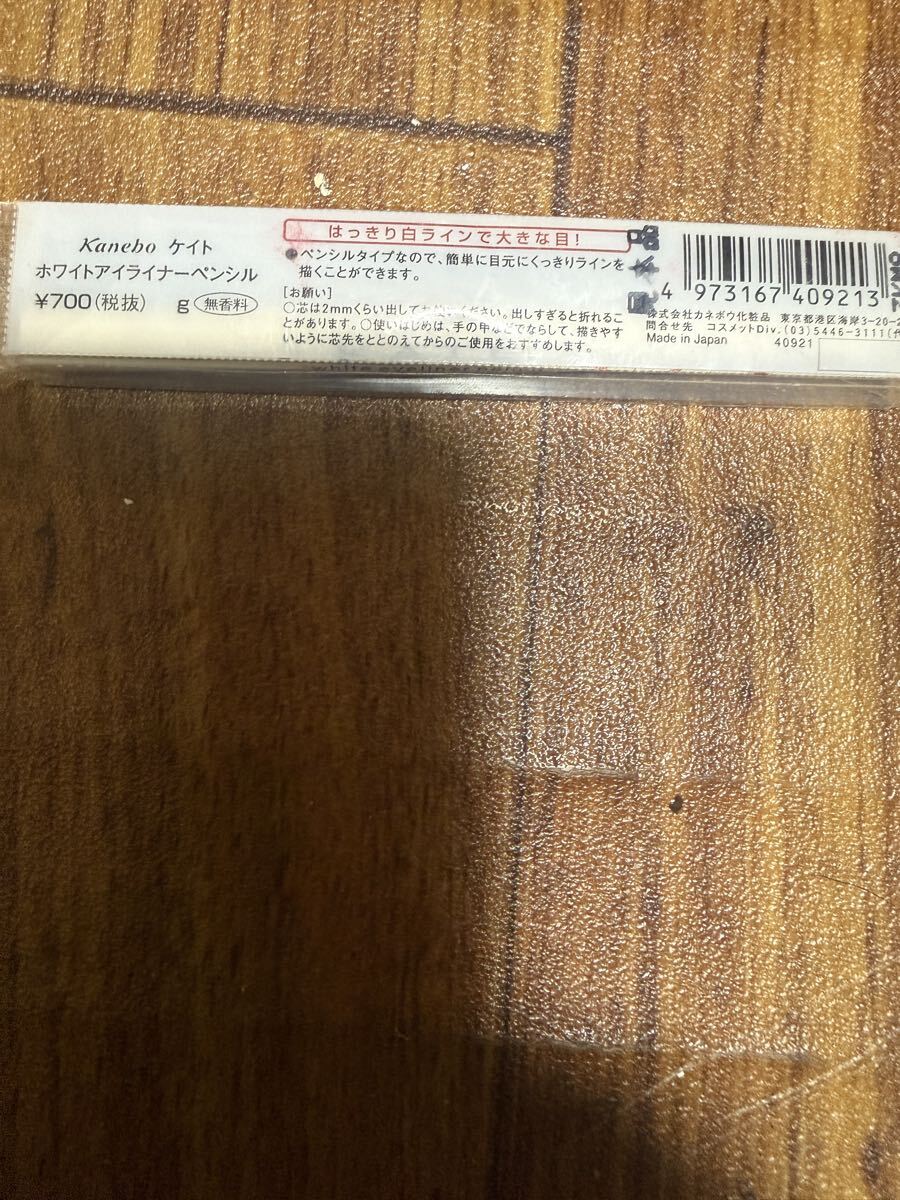 Kanebo ケイト
ホワイトアイライナーペンシル
¥700(税抜) g 無香料
はっきり白ラインで大きな目!
●ペンシルタイプなので、簡単に目元にくっきりラインを
描くことができます。
[お願い]
○芯は2mmくらい出してお使いください。出しすぎると折れるこ
とがあります。○使いはじめは、手の甲などでならして、描きやす
いように芯先をととのえてからのご使用をおすすめします。
見本品
4 973167 409213
株式会社カネボウ化粧品 東京都港区海岸3-20-2
問合せ先 コスメットDiv.(03)5446-3111(代
Made in Japan 40921